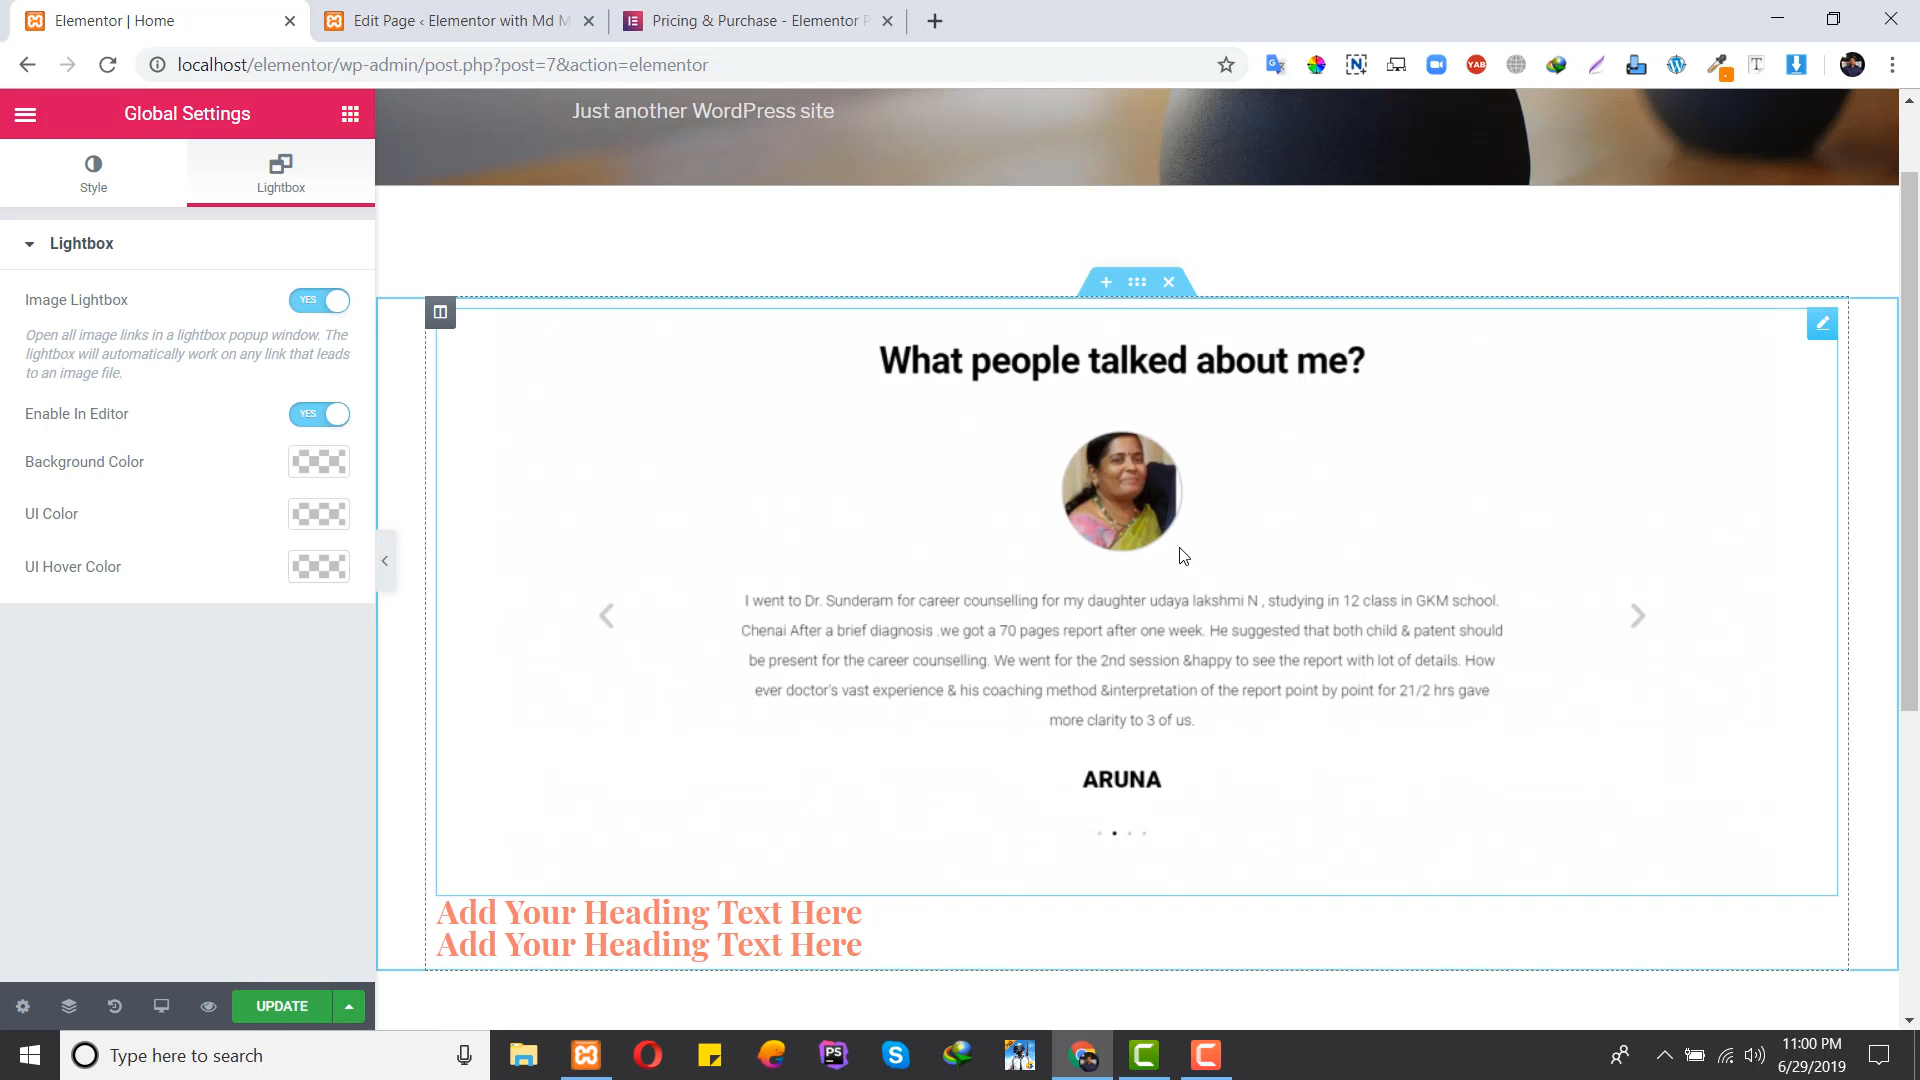 Elementor | Home
Edit Page ‹ Elementor with Md M
Pricing & Purchase - Elementor P
localhost/elementor/wp-admin/post.php?post=7&action=elementor
YAB
Global Settings
Just another WordPress site
Style
Lightbox
Lightbox
Image Lightbox
YES
Open all image links in a lightbox popup window. The
lightbox will automatically work on any link that leads
to an image file.
Enable In Editor
YES
Background Color
UI Color
UI Hover Color
What people talked about me?
I went to Dr. Sunderam for career counselling for my daughter udaya lakshmi N , studying in 12 class in GKM school.
Chenai After a brief diagnosis .we got a 70 pages report after one week. He suggested that both child & patent should
be present for the career counselling. We went for the 2nd session &happy to see the report with lot of details. How
ever doctor's vast experience & his coaching method &interpretation of the report point by point for 21/2 hrs gave
more clarity to 3 of us.
ARUNA
Add Your Heading Text Here
Add Your Heading Text Here
UPDATE
Type here to search
PS
11:00 PM
6/29/2019